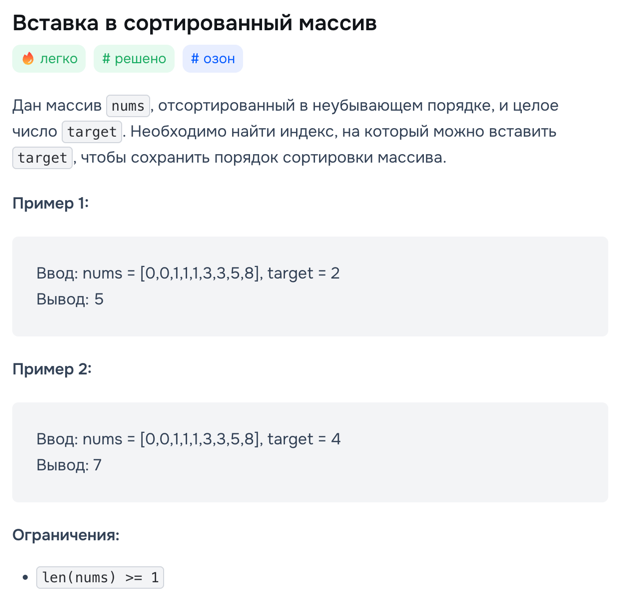 Вставка в сортированный массив
🔥 легко # решено # озон
Дан массив nums, отсортированный в неубывающем порядке, и целое
число target. Необходимо найти индекс, на который можно вставить
target, чтобы сохранить порядок сортировки массива.
Пример 1:
Ввод: nums = [0,0,1,1,1,3,3,5,8], target = 2
Вывод: 5
Пример 2:
Ввод: nums = [0,0,1,1,1,3,3,5,8], target = 4
Вывод: 7
Ограничения:
• len(nums) >= 1